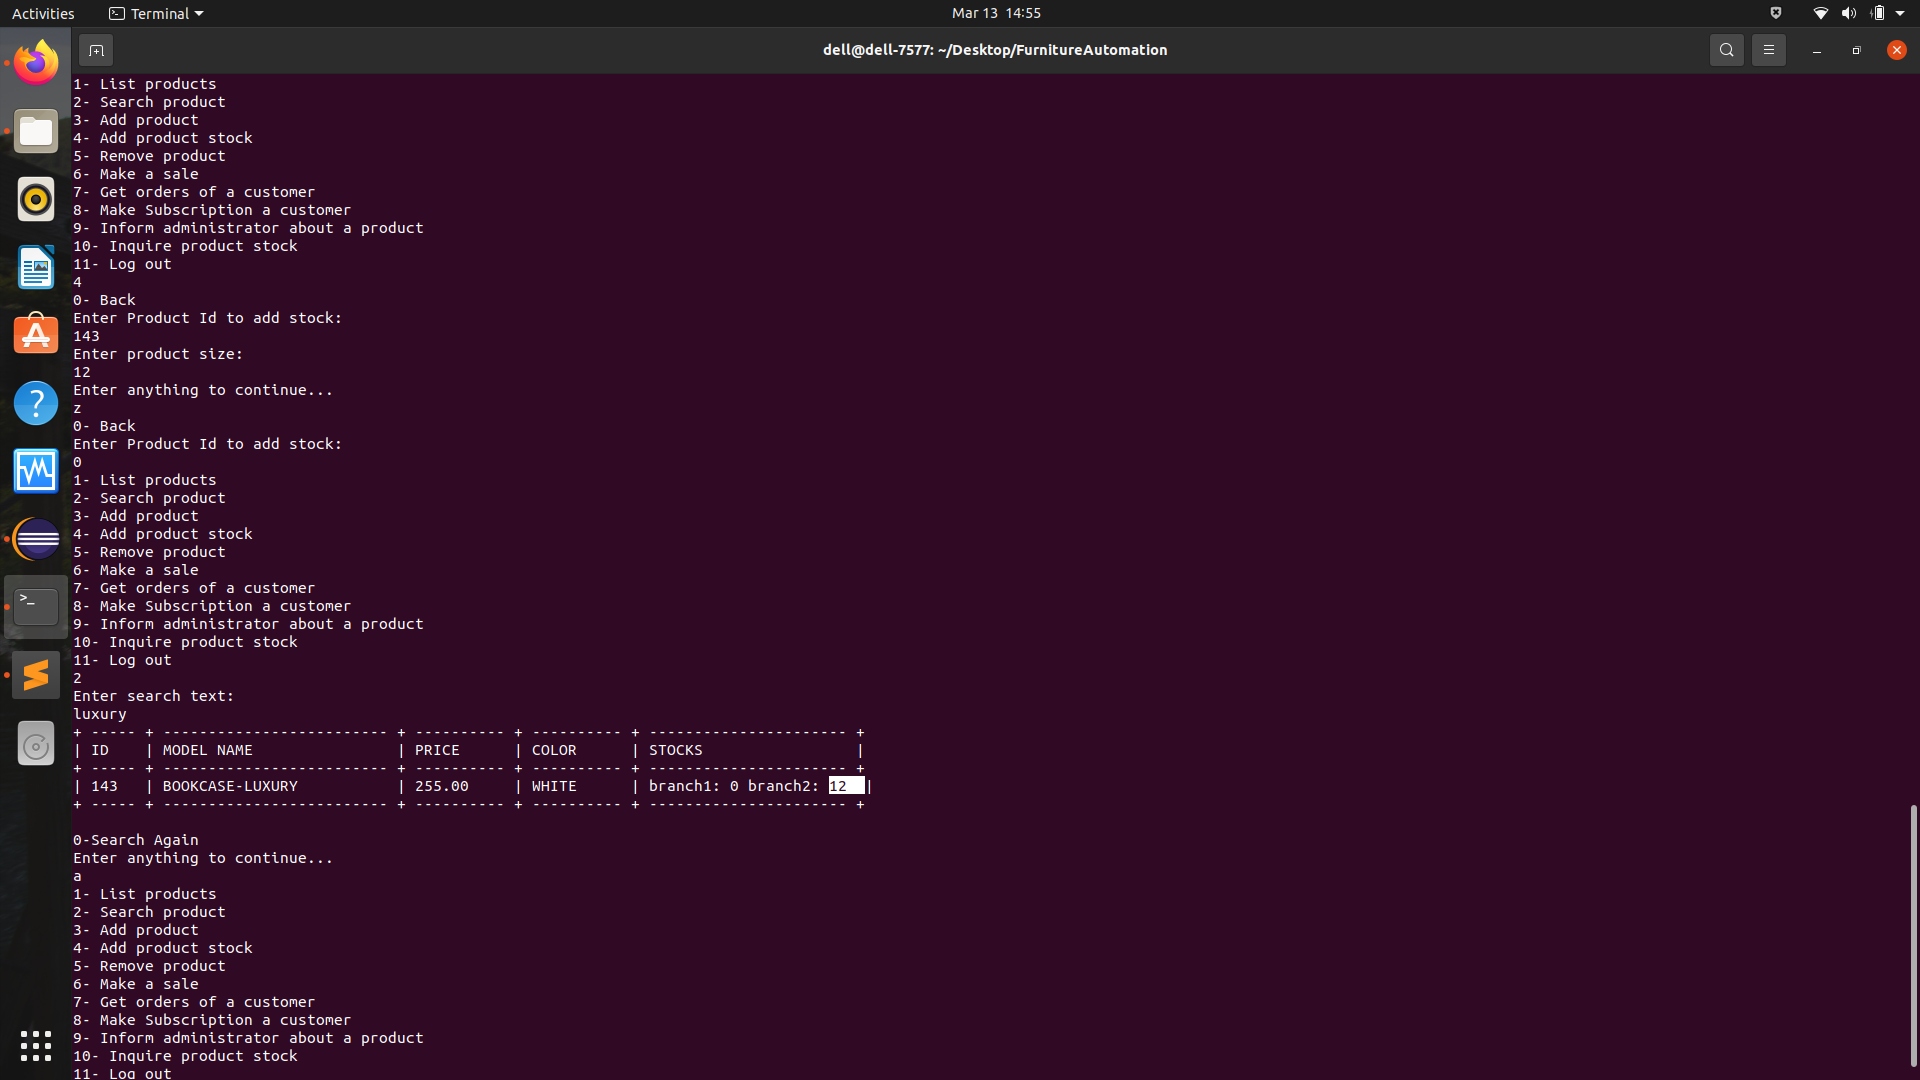 Activities
Terminal
Mar 13 14:55
dell@dell-7577: ~/Desktop/FurnitureAutomation
1- List products
2- Search product
3- Add product
4- Add product stock
5- Remove product
6- Make a sale
7- Get orders of a customer
8- Make Subscription a customer
9- Inform administrator about a product
10- Inquire product stock
11- Log out
4
0- Back
Enter Product Id to add stock:
143
Enter product size:
12
Enter anything to continue...
z
0- Back
Enter Product Id to add stock:
0
1- List products
2- Search product
3- Add product
4- Add product stock
5- Remove product
6- Make a sale
7- Get orders of a customer
8- Make Subscription a customer
9- Inform administrator about a product
10- Inquire product stock
11- Log out
2
Enter search text:
luxury
+ ----- + ------------------------- + ---------- + ---------- + ---------------------- +
| ID    | MODEL NAME                | PRICE      | COLOR      | STOCKS                 |
+ ----- + ------------------------- + ---------- + ---------- + ---------------------- +
| 143   | BOOKCASE-LUXURY           | 255.00     | WHITE      | branch1: 0 branch2: 12  |
+ ----- + ------------------------- + ---------- + ---------- + ---------------------- +
0-Search Again
Enter anything to continue...
a
1- List products
2- Search product
3- Add product
4- Add product stock
5- Remove product
6- Make a sale
7- Get orders of a customer
8- Make Subscription a customer
9- Inform administrator about a product
10- Inquire product stock
11- Log out